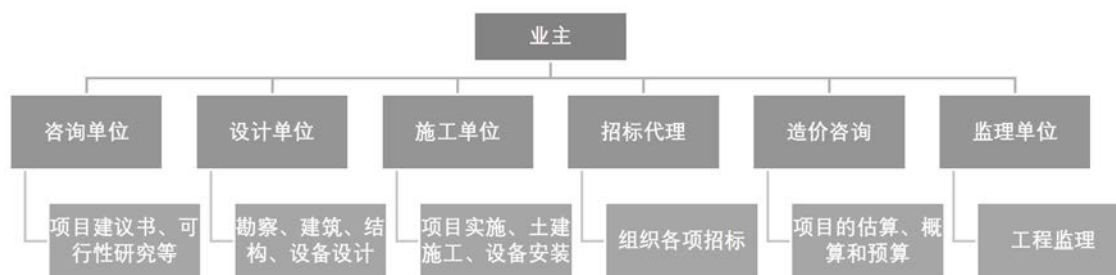 业主
咨询单位
设计单位
施工单位
招标代理
造价咨询
监理单位
项目建议书、可
行性研究等
勘察、建筑、结
构、设备设计
项目实施、土建
施工、设备安装
组织各项招标
项目的估算、概
算和预算
工程监理